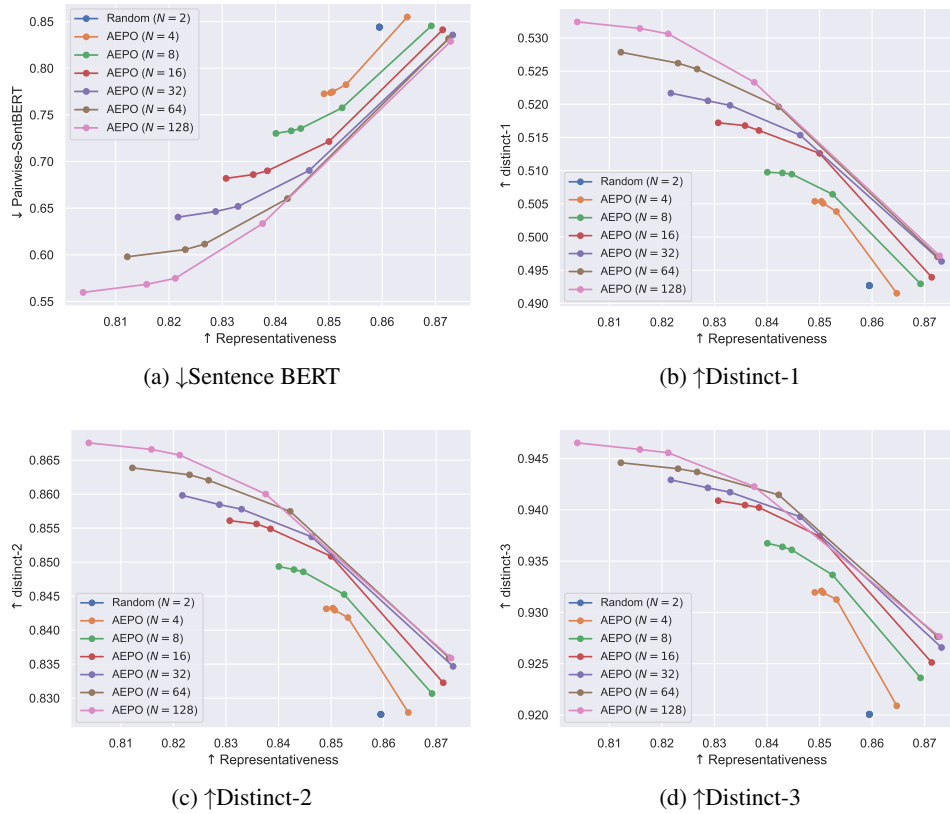 ↓ Pairwise-SentBERT
0.85
0.80
0.75
0.70
0.65
0.60
0.55
Random (N = 2)
AEPO (N = 4)
AEPO (N = 8)
AEPO (N = 16)
AEPO (N = 32)
AEPO (N = 64)
AEPO (N = 128)
0.81 0.82 0.83 0.84 0.85 0.86 0.87
↑ Representativeness
(a) ↓Sentence BERT
↑ distinct-1
0.530
0.525
0.520
0.515
0.510
0.505
0.500
0.495
0.490
Random (N = 2)
AEPO (N = 4)
AEPO (N = 8)
AEPO (N = 16)
AEPO (N = 32)
AEPO (N = 64)
AEPO (N = 128)
0.81 0.82 0.83 0.84 0.85 0.86 0.87
↑ Representativeness
(b) ↑Distinct-1
↑ distinct-2
0.865
0.860
0.855
0.850
0.845
0.840
0.835
0.830
Random (N = 2)
AEPO (N = 4)
AEPO (N = 8)
AEPO (N = 16)
AEPO (N = 32)
AEPO (N = 64)
AEPO (N = 128)
0.81 0.82 0.83 0.84 0.85 0.86 0.87
↑ Representativeness
(c) ↑Distinct-2
↑ distinct-3
0.945
0.940
0.935
0.930
0.925
0.920
Random (N = 2)
AEPO (N = 4)
AEPO (N = 8)
AEPO (N = 16)
AEPO (N = 32)
AEPO (N = 64)
AEPO (N = 128)
0.81 0.82 0.83 0.84 0.85 0.86 0.87
↑ Representativeness
(d) ↑Distinct-3